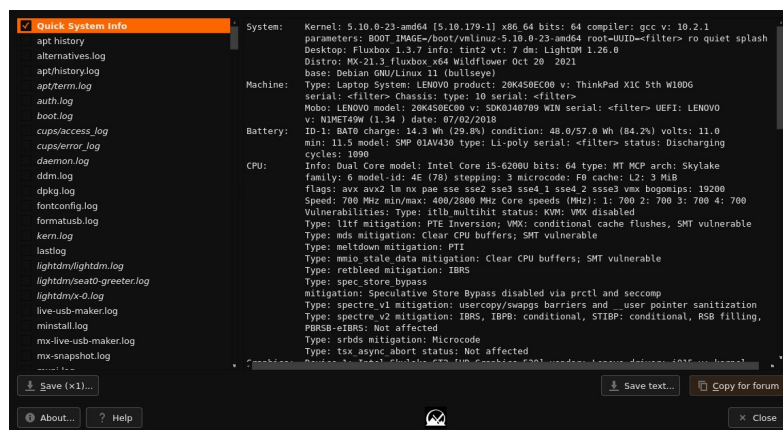 Quick System Info
apt history
alternatives.log
apt/history.log
apt/term.log
auth.log
boot.log
cups/access_log
cups/error_log
daemon.log
ddm.log
dpkg.log
fontconfig.log
formatusb.log
kern.log
lastlog
lightdm/lightdm.log
lightdm/seat0-greeter.log
lightdm/x-0.log
live-usb-maker.log
minstall.log
mx-live-usb-maker.log
mx-snapshot.log
System: Kernel: 5.10.0-23-amd64 [5.10.179-1] x86_64 bits: 64 compiler: gcc v: 10.2.1
parameters: BOOT_IMAGE=/boot/vmlinuz-5.10.0-23-amd64 root=UUID=<filter> ro quiet splash
Desktop: Fluxbox 1.3.7 info: tint2 vt: 7 dm: LightDM 1.26.0
Distro: MX-21.3_fluxbox_x64 Wildflower Oct 20 2021
base: Debian GNU/Linux 11 (bullseye)
Machine: Type: Laptop System: LENOVO product: 20K4S0EC00 v: ThinkPad X1C 5th W10DG
serial: <filter> Chassis: type: 10 serial: <filter>
Mobo: LENOVO model: 20K4S0EC00 v: SDK0J40709 WIN serial: <filter> UEFI: LENOVO
v: N1MET49W (1.34 ) date: 07/02/2018
Battery: ID-1: BAT0 charge: 14.3 Wh (29.8%) condition: 48.0/57.0 Wh (84.2%) volts: 11.0
min: 11.5 model: SMP 01AV430 type: Li-poly serial: <filter> status: Discharging
cycles: 1090
CPU: Info: Dual Core model: Intel Core i5-6200U bits: 64 type: MT MCP arch: Skylake
family: 6 model-id: 4E (78) stepping: 3 microcode: F0 cache: L2: 3 MiB
flags: avx avx2 lm nx pae sse sse2 sse3 sse4_1 sse4_2 ssse3 vmx bogomips: 19200
Speed: 700 MHz min/max: 400/2800 MHz Core speeds (MHz): 1: 700 2: 700 3: 700 4: 700
Vulnerabilities: Type: itlb_multihit status: KVM: VMX disabled
Type: l1tf mitigation: PTE Inversion; VMX: conditional cache flushes, SMT vulnerable
Type: mds mitigation: Clear CPU buffers; SMT vulnerable
Type: meltdown mitigation: PTI
Type: mmio_stale_data mitigation: Clear CPU buffers; SMT vulnerable
Type: retbleed mitigation: IBRS
Type: spec_store_bypass
mitigation: Speculative Store Bypass disabled via prctl and seccomp
Type: spectre_v1 mitigation: usercopy/swapgs barriers and __user pointer sanitization
Type: spectre_v2 mitigation: IBRS, IBPB: conditional, STIBP: conditional, RSB filling,
PBRSB-eIBRS: Not affected
Type: srbds mitigation: Microcode
Type: tsx_async_abort status: Not affected
Save (×1)...
Save text...
Copy for forum
About...
Help
Close